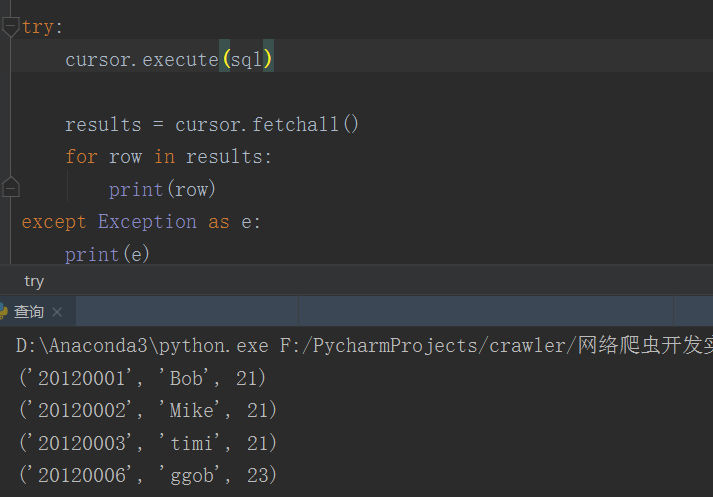 try:
    cursor.execute(sql)
    results = cursor.fetchall()
    for row in results:
        print(row)
except Exception as e:
    print(e)
try
查询
D:\Anaconda3\python.exe F:/PycharmProjects/crawler/网络爬虫开发实
('20120001', 'Bob', 21)
('20120002', 'Mike', 21)
('20120003', 'timi', 21)
('20120006', 'ggob', 23)